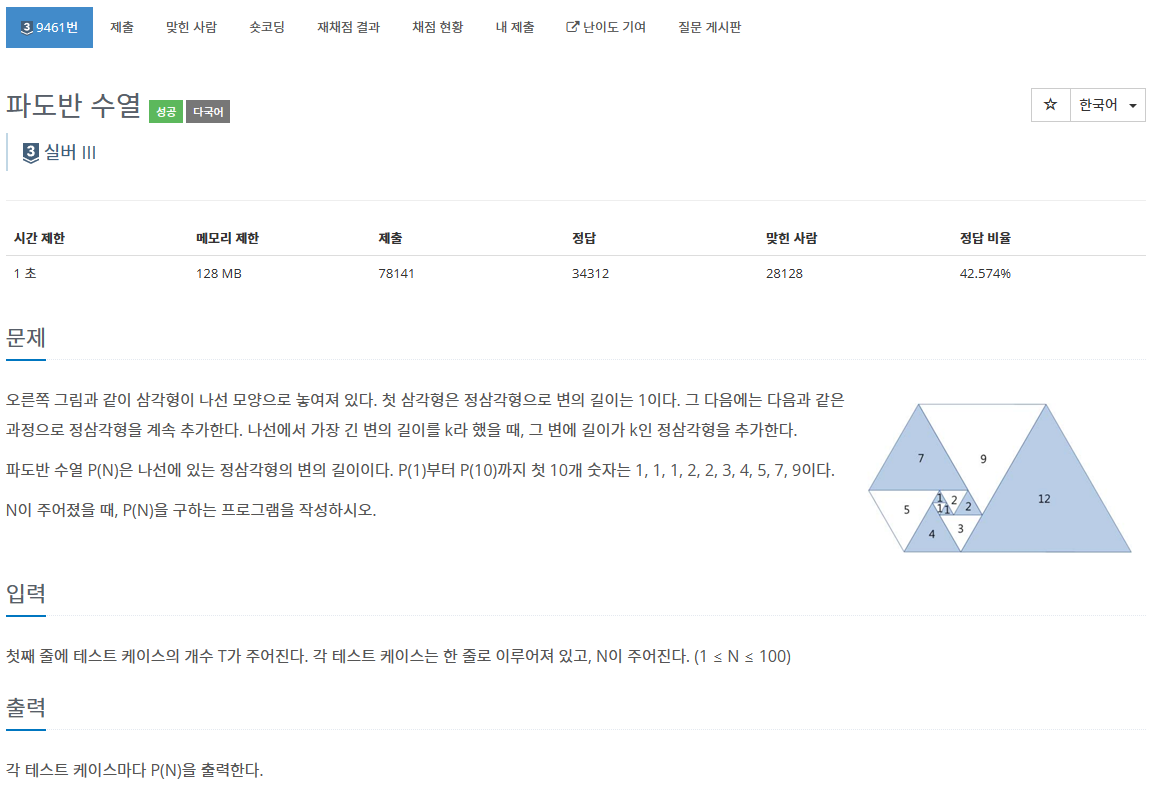 3 9461번 제출 맞힌 사람 숏코딩 재채점 결과 채점 현황 내 제출 난이도 기여 질문 게시판
파도반 수열 성공 다국어 ☆ 한국어
3 실버 III
시간 제한 메모리 제한 제출 정답 맞힌 사람 정답 비율
1 초 128 MB 78141 34312 28128 42.574%
문제
오른쪽 그림과 같이 삼각형이 나선 모양으로 놓여져 있다. 첫 삼각형은 정삼각형으로 변의 길이는 1이다. 그 다음에는 다음과 같은
과정으로 정삼각형을 계속 추가한다. 나선에서 가장 긴 변의 길이를 k라 했을 때, 그 변에 길이가 k인 정삼각형을 추가한다.
파도반 수열 P(N)은 나선에 있는 정삼각형의 변의 길이이다. P(1)부터 P(10)까지 첫 10개 숫자는 1, 1, 1, 2, 2, 3, 4, 5, 7, 9이다.
N이 주어졌을 때, P(N)을 구하는 프로그램을 작성하시오.
7 9
12
1 2
5 1 1 2
4 3
입력
첫째 줄에 테스트 케이스의 개수 T가 주어진다. 각 테스트 케이스는 한 줄로 이루어져 있고, N이 주어진다. (1 ≤ N ≤ 100)
출력
각 테스트 케이스마다 P(N)을 출력한다.